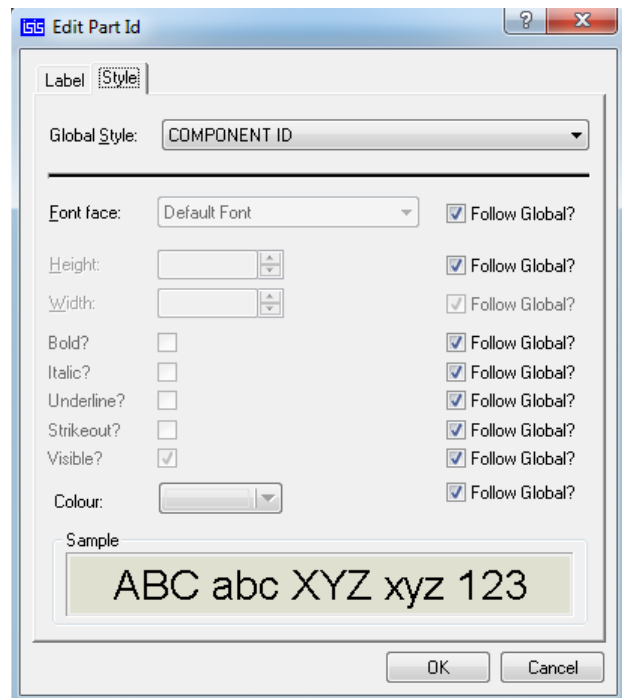 ISIS Edit Part Id
Label Style
Global Style: COMPONENT ID
Font face: Default Font Follow Global?
Height: Follow Global?
Width: Follow Global?
Bold? Follow Global?
Italic? Follow Global?
Underline? Follow Global?
Strikeout? Follow Global?
Visible? Follow Global?
Colour: Follow Global?
Sample
ABC abc XYZ xyz 123
OK Cancel